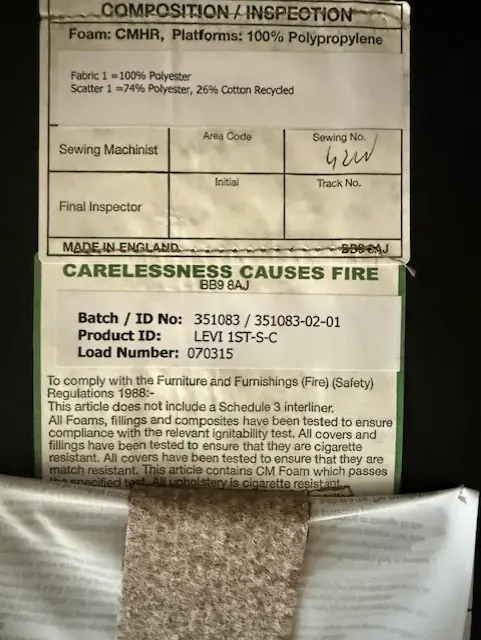 COMPOSITION / INSPECTION
Foam: CMHR, Platforms: 100% Polypropylene
Fabric 1 =100% Polyester
Scatter 1 =74% Polyester, 26% Cotton Recycled
Sewing Machinist
Area Code
Sewing No.
Final Inspector
Initial
Track No.
MADE IN ENGLAND
BB9 8AJ
CARELESSNESS CAUSES FIRE
BB9 8AJ
Batch / ID No: 351083 / 351083-02-01
Product ID: LEVI 1ST-S-C
Load Number: 070315
To comply with the Furniture and Furnishings (Fire) (Safety)
Regulations 1988:-
This article does not include a Schedule 3 interliner.
All Foams, fillings and composites have been tested to ensure
compliance with the relevant ignitability test. All covers and
fillings have been tested to ensure that they are cigarette
resistant. All covers have been tested to ensure that they are
match resistant. This article contains CM Foam which passes
the specified test. All upholstery is cigarette resistant.